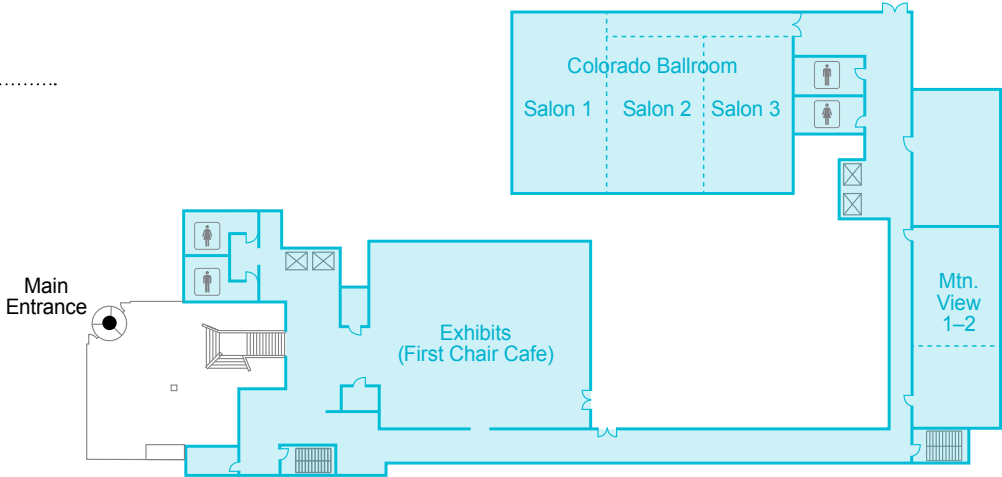 ………..
Colorado Ballroom
Salon 1
Salon 2
Salon 3
Main
Entrance
Mtn.
View
1–2
Exhibits
(First Chair Cafe)